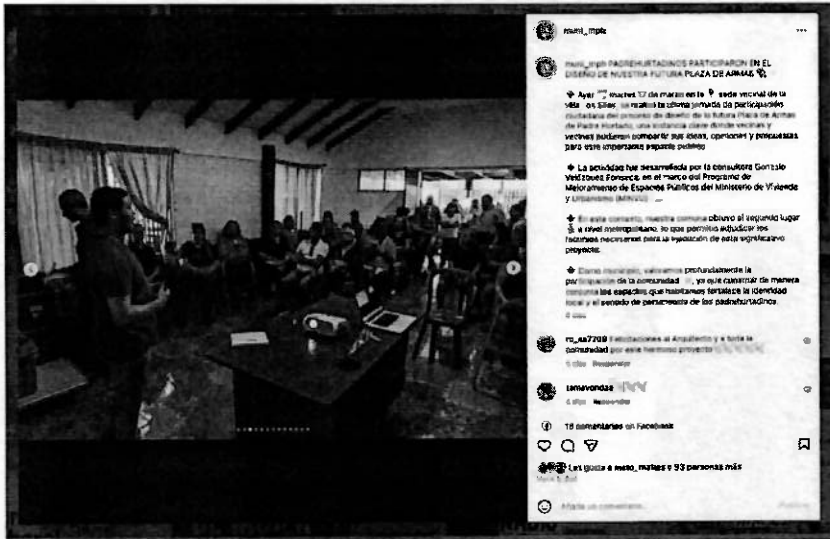 muni_mph
muni_mph PADREHURTADINOS PARTICIPARON EN EL
DISEÑO DE NUESTRA FUTURA PLAZA DE ARMAS
Ayer, martes 17 de marzo en la sede vecinal de la
villa Los Silos, se realizó la última jornada de participación
ciudadana del proceso de diseño de la futura Plaza de Armas
de Padre Hurtado, una instancia clave donde vecinas y
vecinos pudieron compartir sus ideas, opiniones y propuestas
para este importante espacio público
La actividad fue desarrollada por la consultora Gonzalo
Velázquez Fonseca, en el marco del Programa de
Mejoramiento de Espacios Públicos del Ministerio de Vivienda
y Urbanismo (MINVU)
En este contexto, nuestra comuna obtuvo el segundo lugar
a nivel metropolitano, lo que permitió adjudicar los
recursos necesarios para la ejecución de este significativo
proyecto.
Como municipio, valoramos profundamente la
participación de la comunidad, ya que construir de manera
conjunta los espacios que habitamos fortalece la identidad
local y el sentido de pertenencia de los padrehurtadinos.
Felicitaciones al Arquitecto y a toda la
comunidad por este hermoso proyecto
Responder
Responder
18 comentarios en Facebook
Les gusta a y 93 personas más
Añade un comentario...